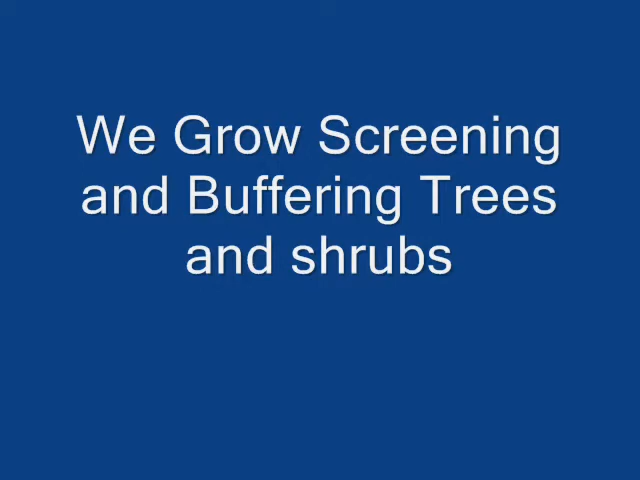 We Grow Screening
and Buffering Trees
and shrubs